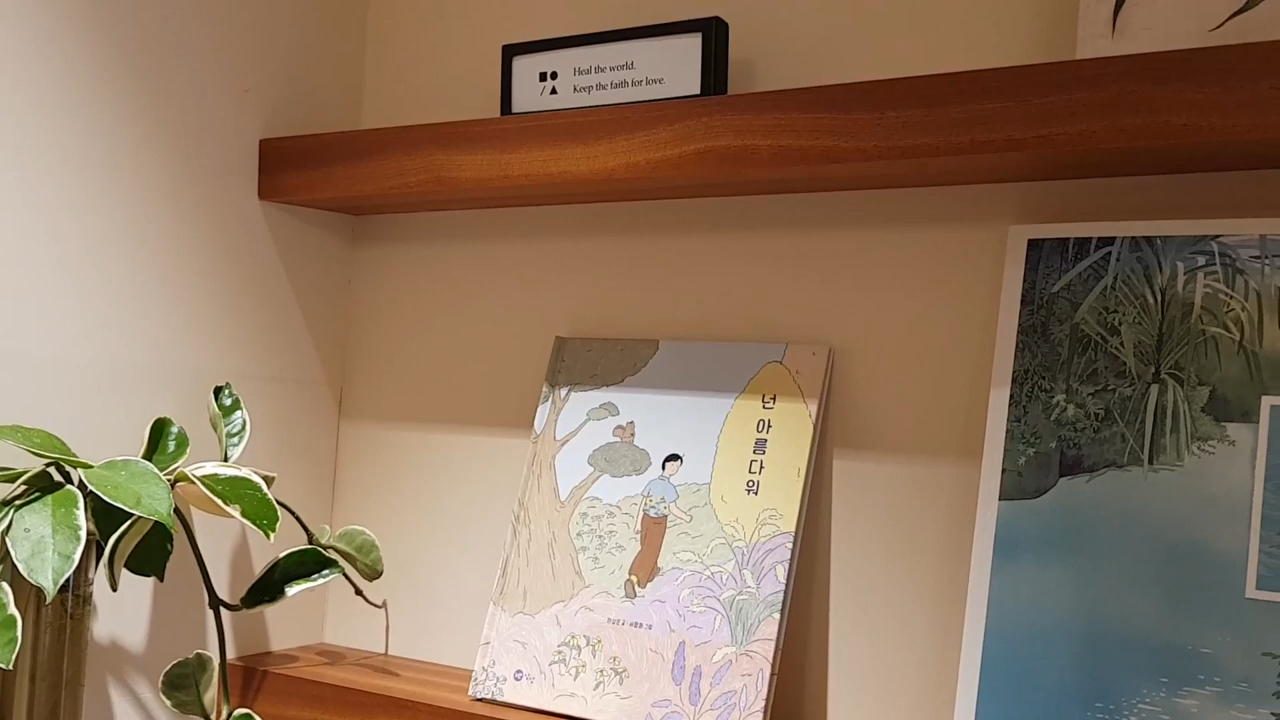 Heal the world.
Keep the faith for love.
넌 아름다워